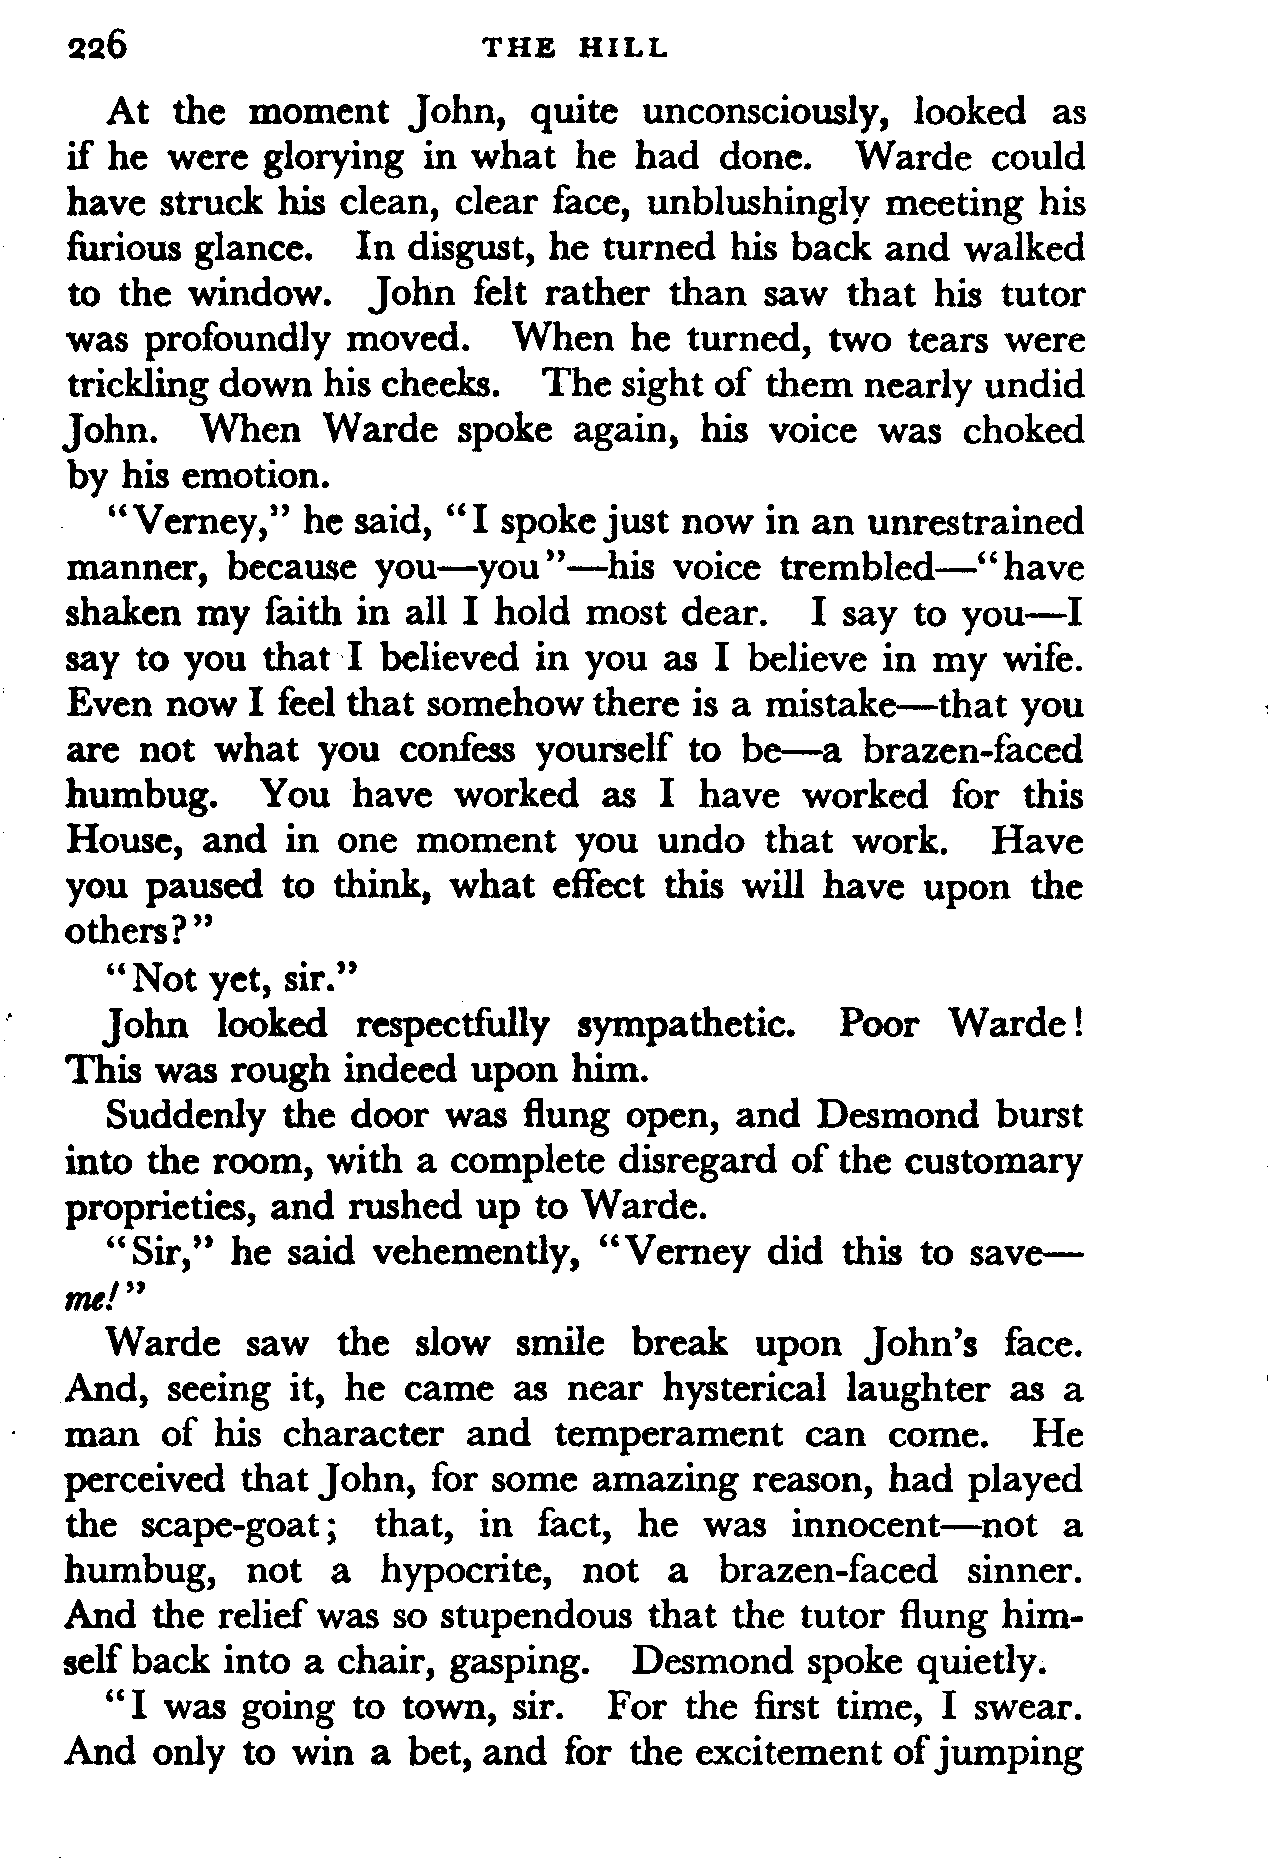 226 THE HILL
At the moment John, quite unconsciously, looked as
if he were glorying in what he had done. Warde could
have struck his clean, clear face, unblushingly meeting his
furious glance. In disgust, he turned his back and walked
to the window. John felt rather than saw that his tutor
was profoundly moved. When he turned, two tears were
trickling down his cheeks. The sight of them nearly undid
John. When Warde spoke again, his voice was choked
by his emotion.
"Verney," he said, "I spoke just now in an unrestrained
manner, because you—you"—his voice trembled—"have
shaken my faith in all I hold most dear. I say to you—I
say to you that I believed in you as I believe in my wife.
Even now I feel that somehow there is a mistake—that you
are not what you confess yourself to be—a brazen-faced
humbug. You have worked as I have worked for this
House, and in one moment you undo that work. Have
you paused to think, what effect this will have upon the
others?"
"Not yet, sir."
John looked respectfully sympathetic. Poor Warde!
This was rough indeed upon him.
Suddenly the door was flung open, and Desmond burst
into the room, with a complete disregard of the customary
proprieties, and rushed up to Warde.
"Sir," he said vehemently, "Verney did this to save—
me!"
Warde saw the slow smile break upon John's face.
And, seeing it, he came as near hysterical laughter as a
man of his character and temperament can come. He
perceived that John, for some amazing reason, had played
the scape-goat; that, in fact, he was innocent—not a
humbug, not a hypocrite, not a brazen-faced sinner.
And the relief was so stupendous that the tutor flung him-
self back into a chair, gasping. Desmond spoke quietly.
"I was going to town, sir. For the first time, I swear.
And only to win a bet, and for the excitement of jumping